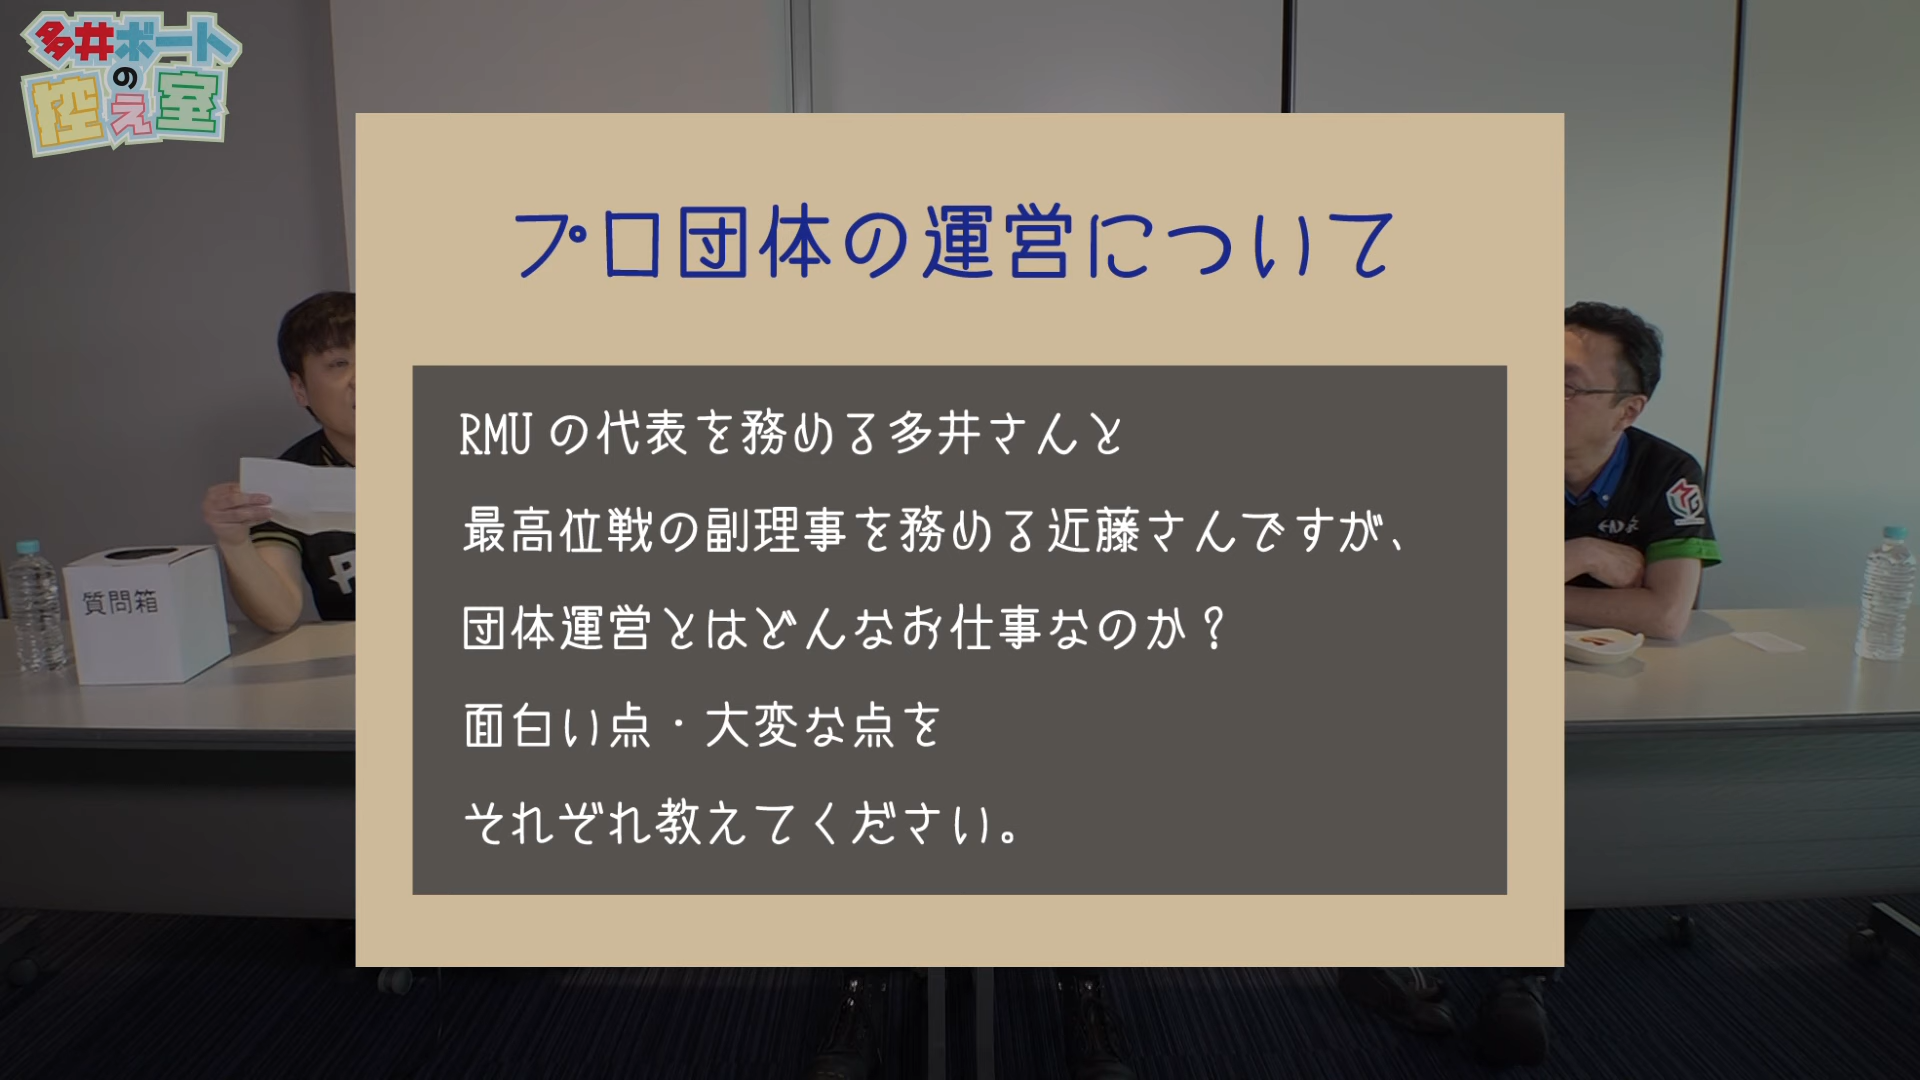 多井ボート
の
控え室
プロ団体の運営について
RMUの代表を務める多井さんと
最高位戦の副理事を務める近藤さんですが、
団体運営とはどんなお仕事なのか？
面白い点・大変な点を
それぞれ教えてください。
質問箱